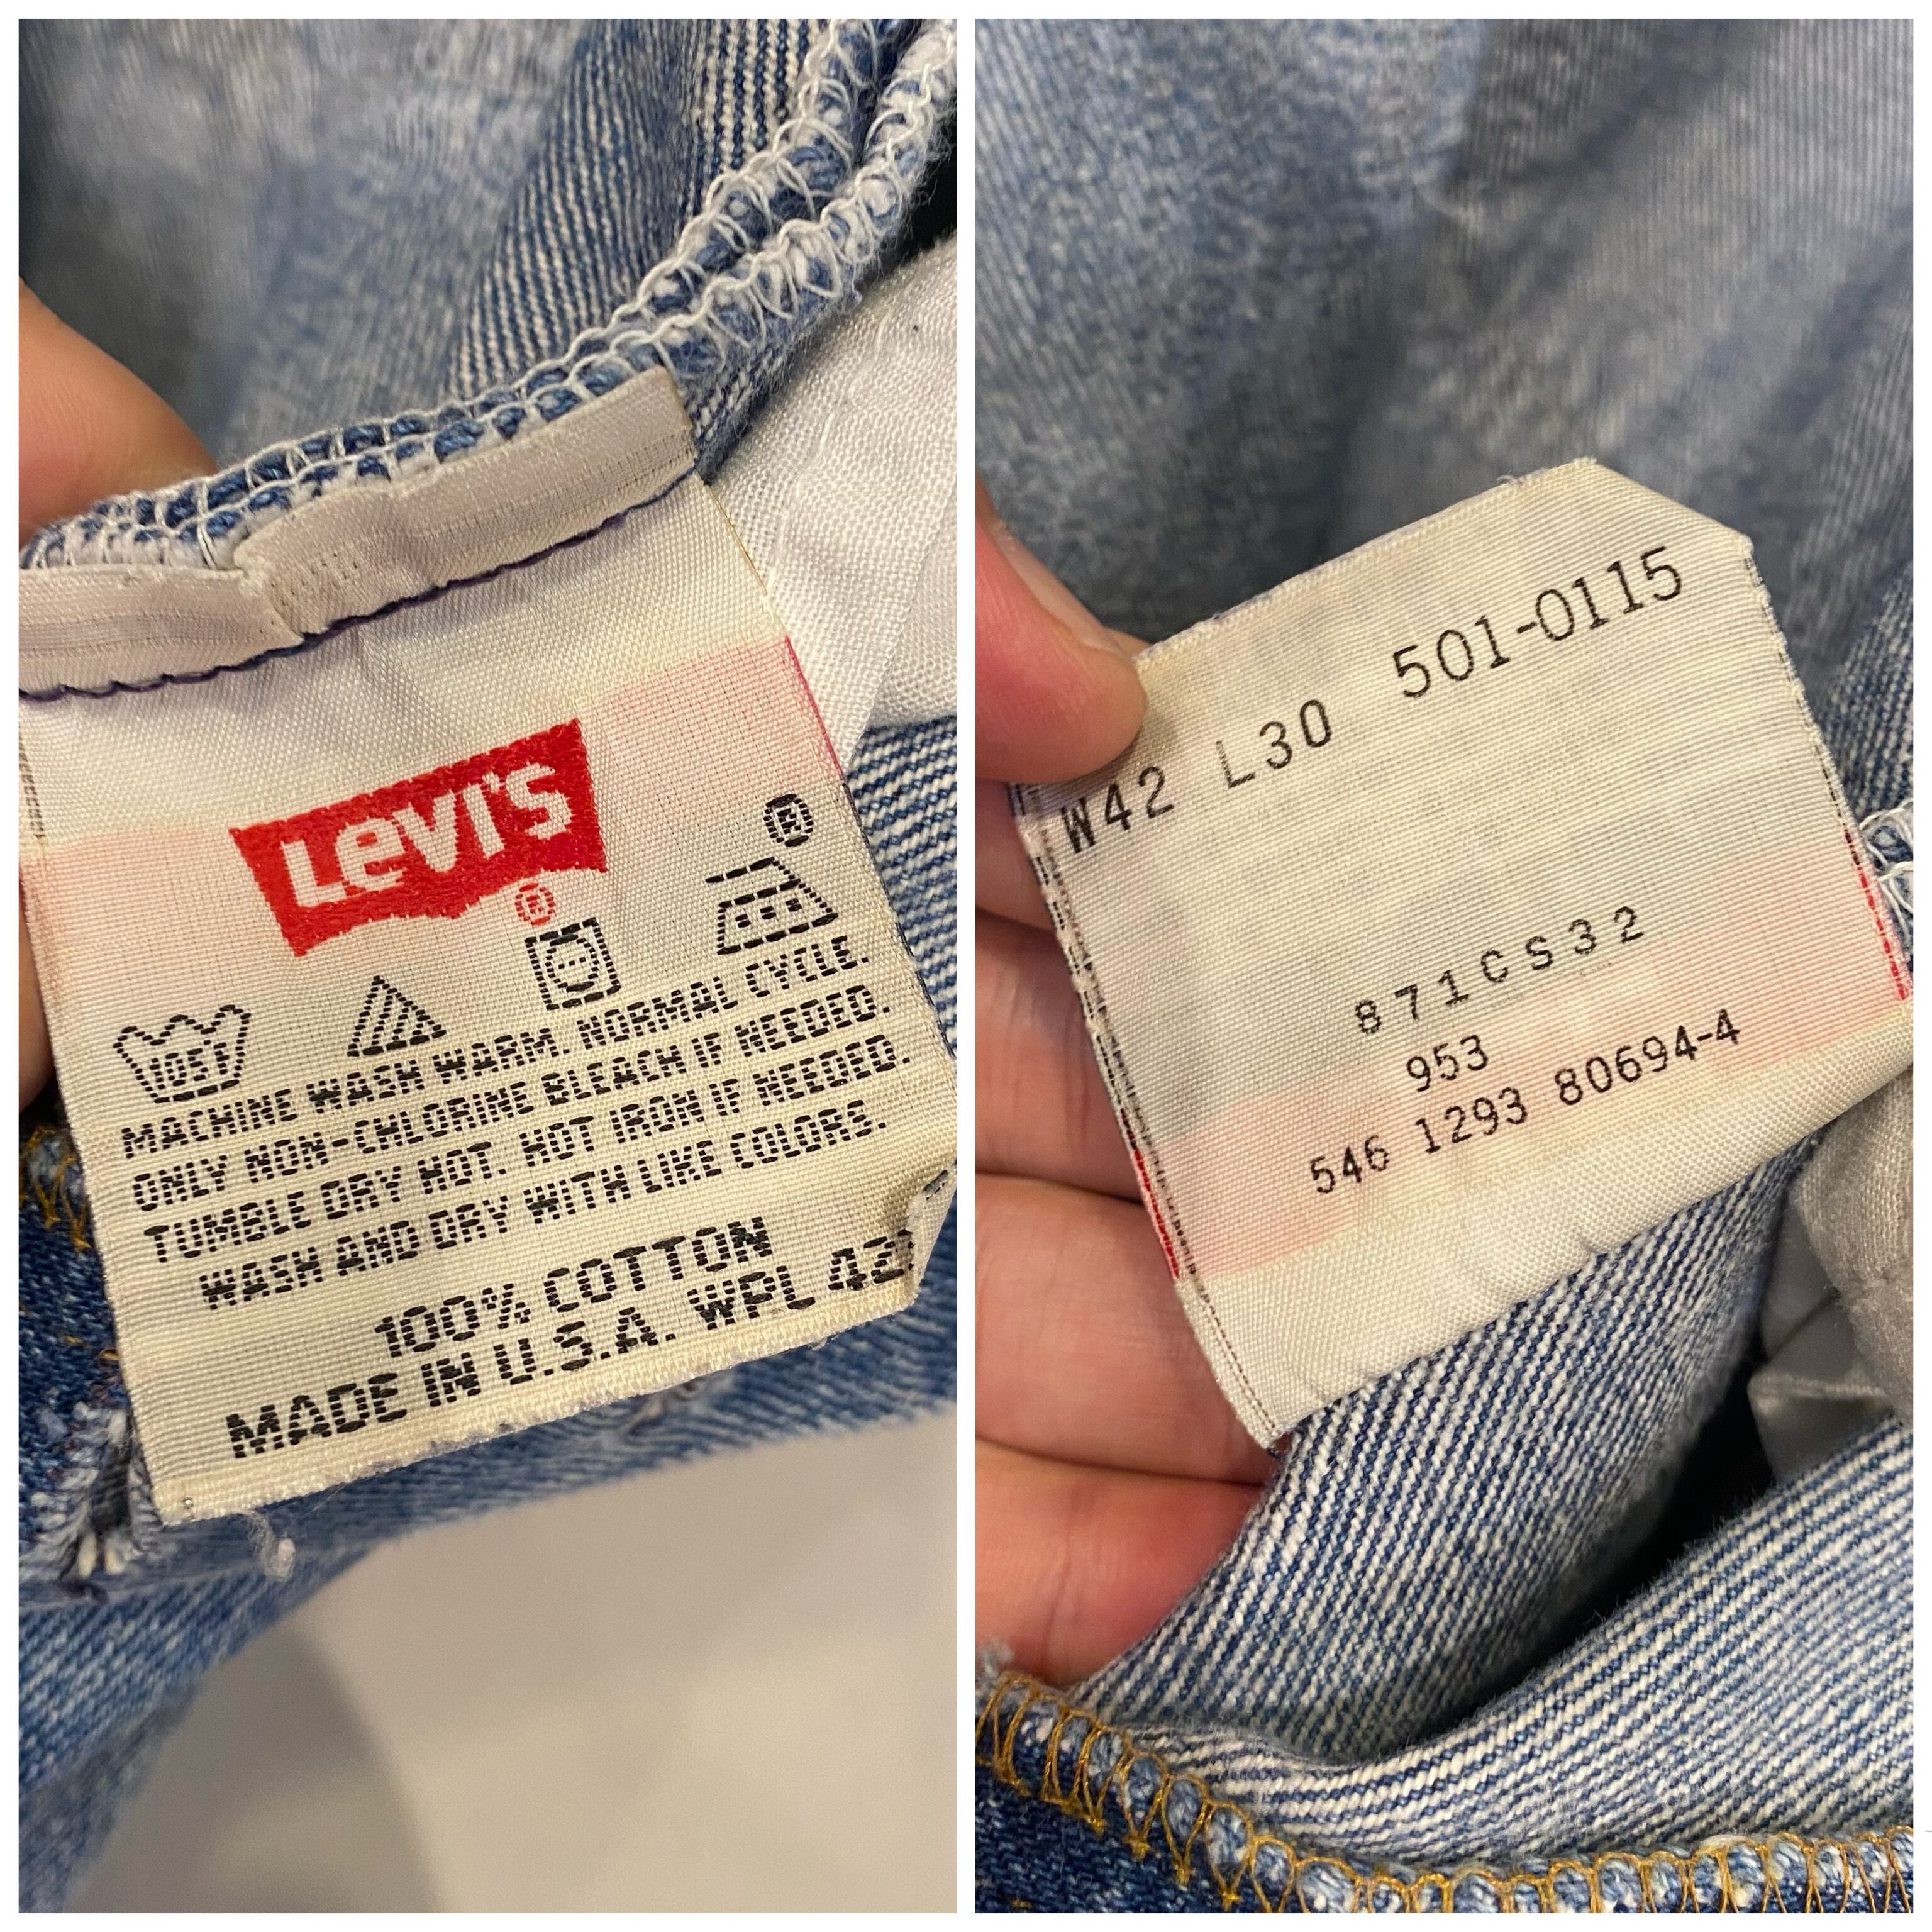 Levi's
®
®
105F
MACHINE WASH WARM. NORMAL CYCLE.
ONLY NON-CHLORINE BLEACH IF NEEDED.
TUMBLE DRY HOT. HOT IRON IF NEEDED.
WASH AND DRY WITH LIKE COLORS.
100% COTTON
MADE IN U.S.A. WPL 42
W42 L30 501-0115
871CS32
953
546 1293 80694-4